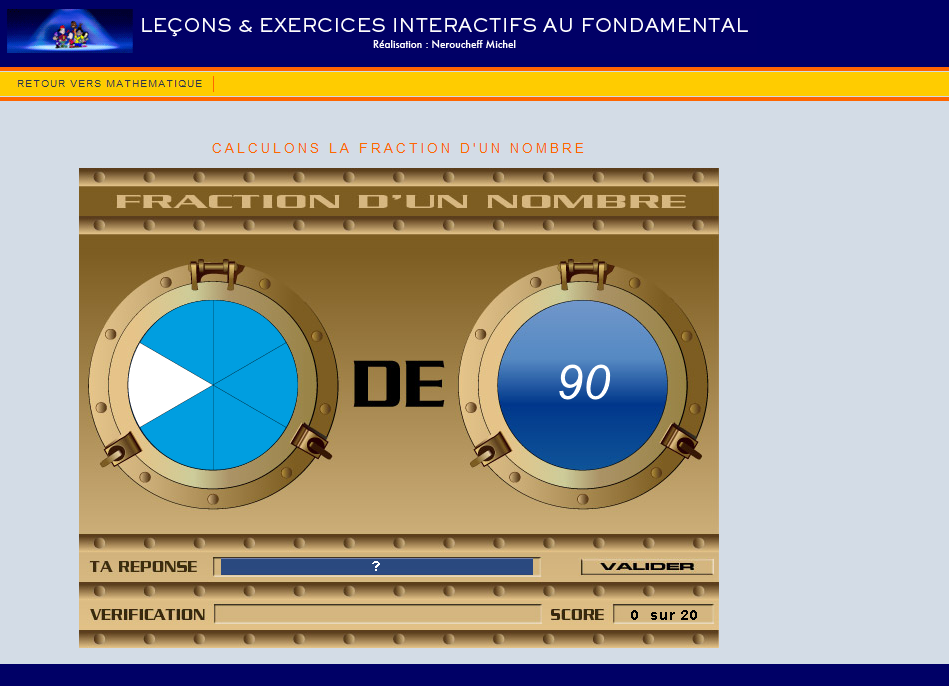 LEÇONS & EXERCICES INTERACTIFS AU FONDAMENTAL
Réalisation : Neroucheff Michel
RETOUR VERS MATHEMATIQUE
CALCULONS LA FRACTION D'UN NOMBRE
FRACTION D'UN NOMBRE
DE
90
TA REPONSE ? VALIDER
VERIFICATION SCORE 0 sur 20